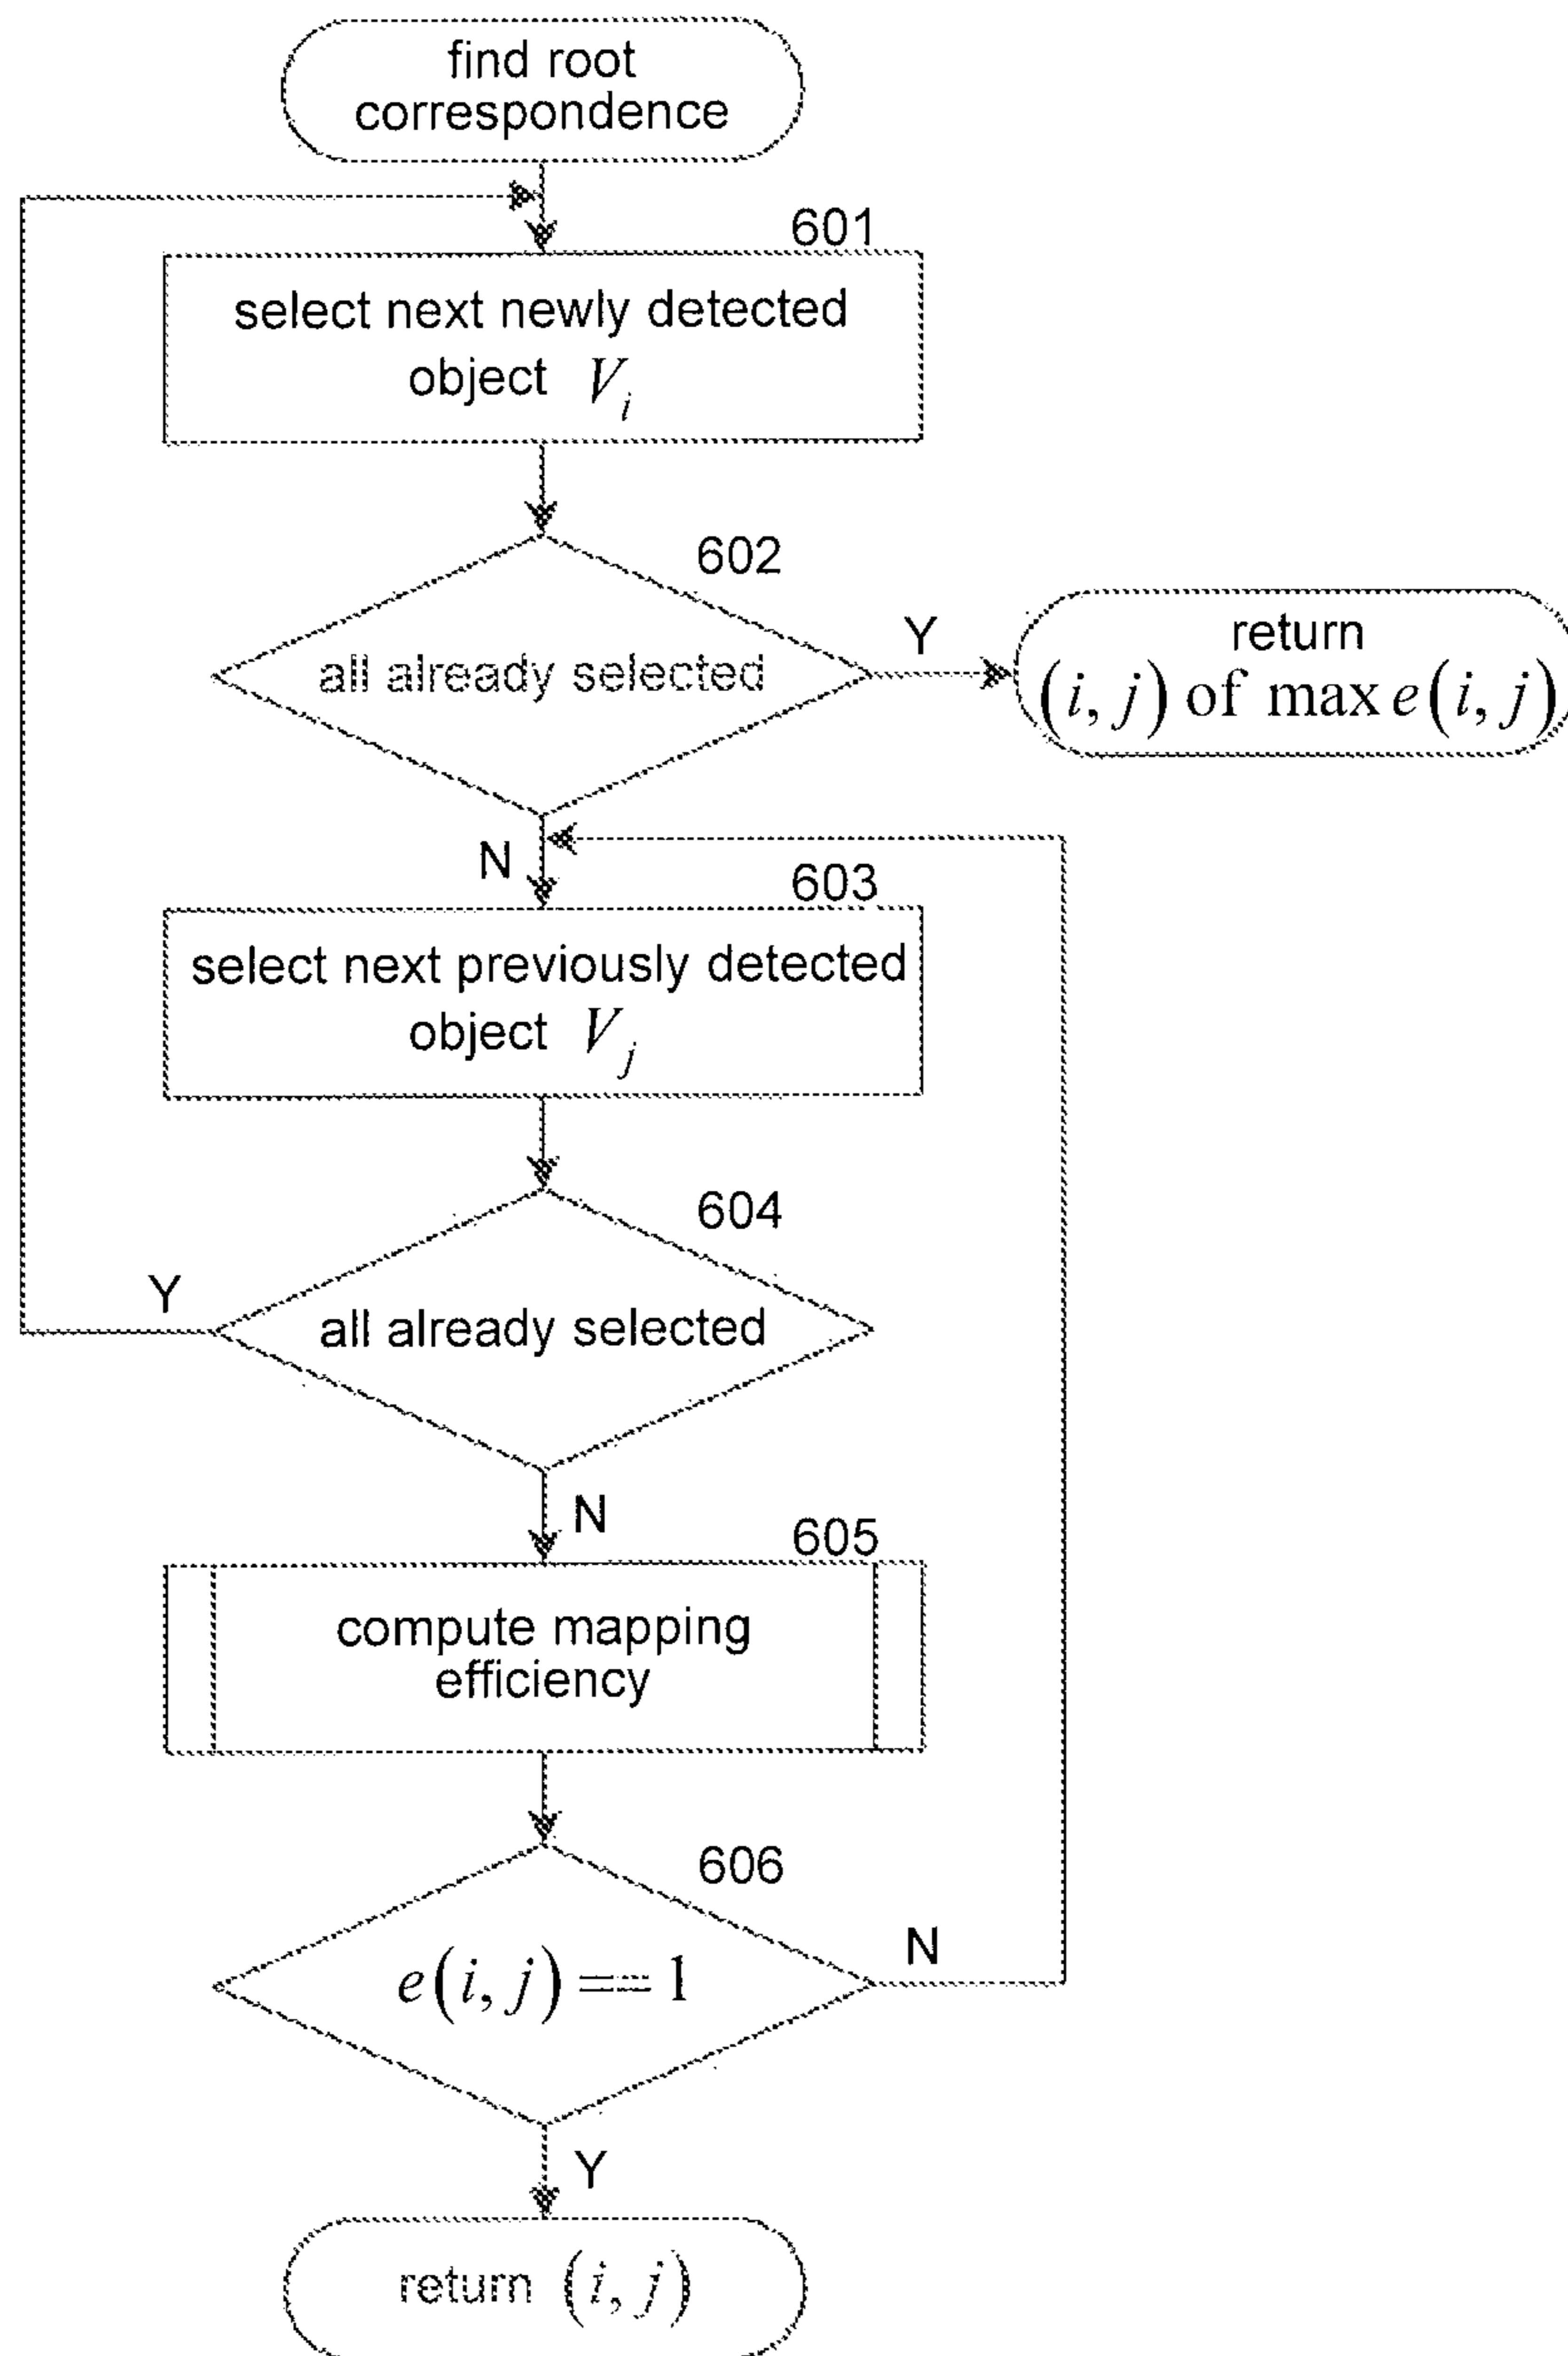 find root
correspondence
601
select next newly detected
object V_i
602
all already selected
Y
return
(i, j) of max e(i, j)
N
603
select next previously detected
object V_j
604
Y
all already selected
N
605
compute mapping
efficiency
606
e(i, j) == 1
N
Y
return (i, j)